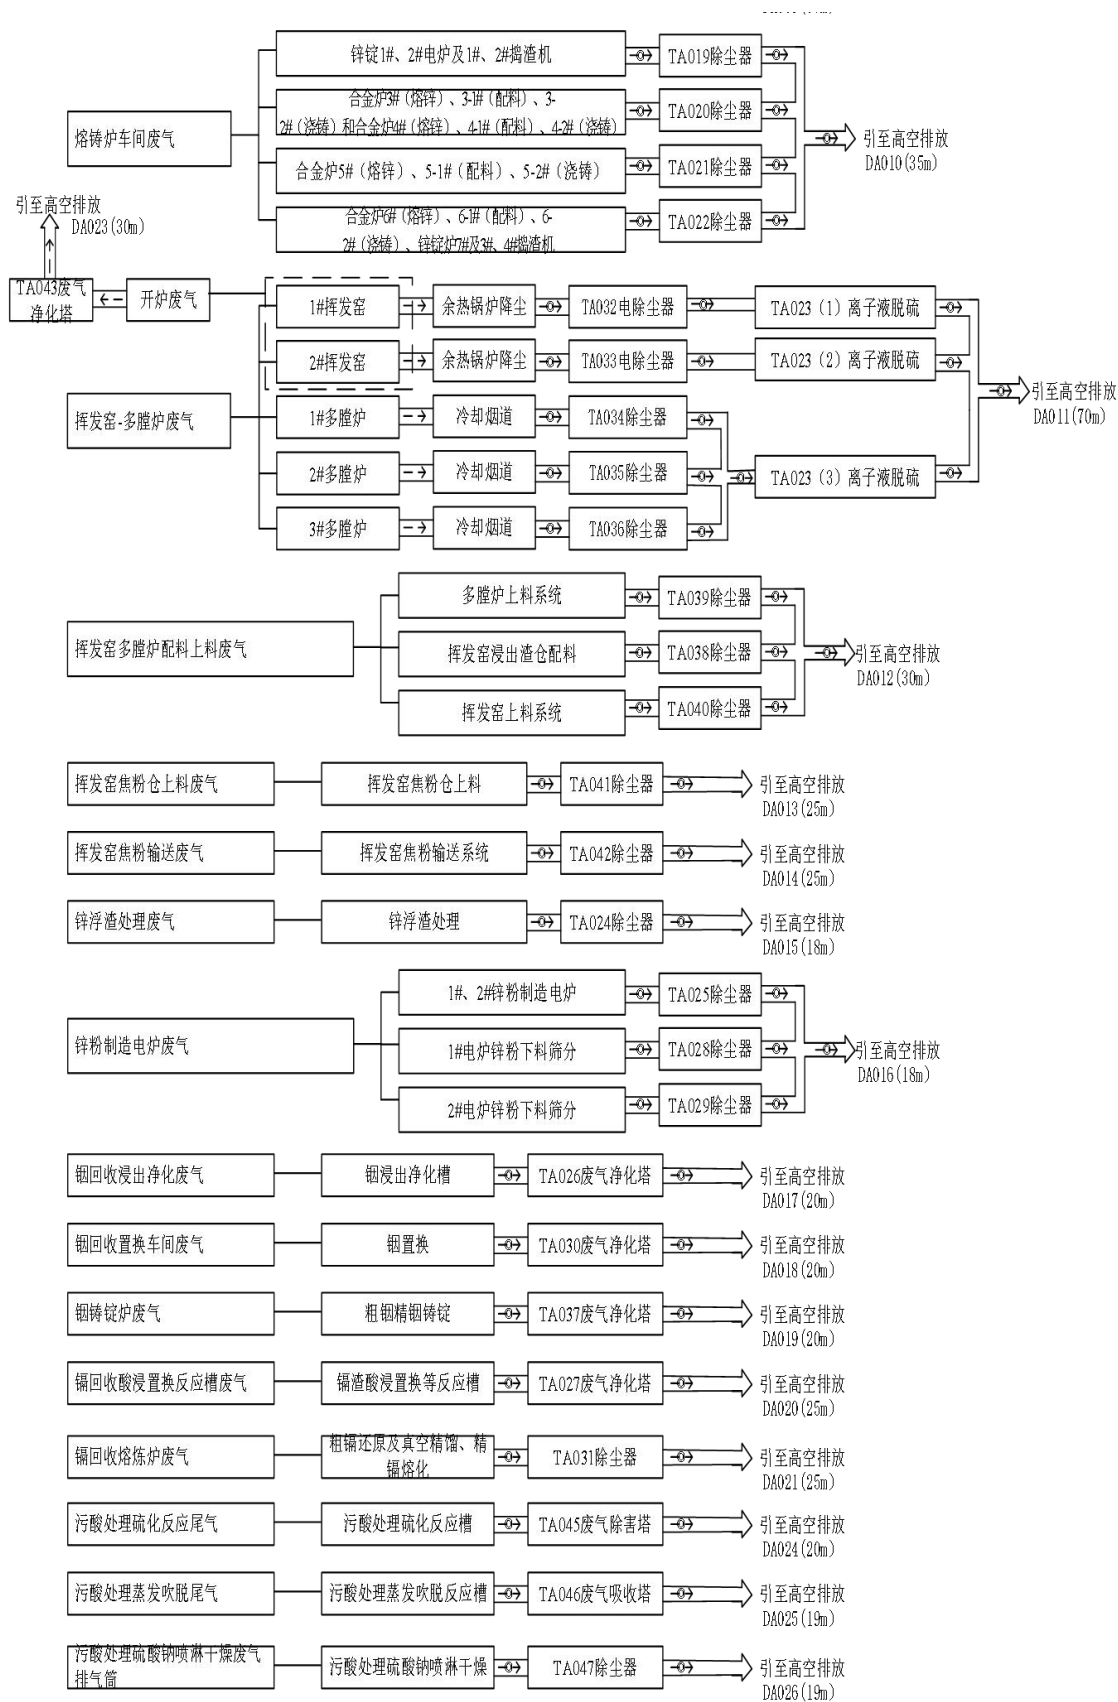 锌锭1#、2#电炉及1#、2#捣渣机
TA019除尘器
合金炉3#（熔锌）、3-1#（配料）、3-
2#（浇铸）和合金炉4#（熔锌）、4-1#（配料）、4-2#（浇铸）
TA020除尘器
熔铸炉车间废气
引至高空排放
DA010(35m)
合金炉5#（熔锌）、5-1#（配料）、5-2#（浇铸）
TA021除尘器
合金炉6#（熔锌）、6-1#（配料）、6-
2#（浇铸）、锌锭炉7#及3#、4#捣渣机
TA022除尘器
引至高空排放
DA023(30m)
TA043废气
净化塔
开炉废气
1#挥发窑
余热锅炉降尘
TA032电除尘器
TA023（1）离子液脱硫
2#挥发窑
余热锅炉降尘
TA033电除尘器
TA023（2）离子液脱硫
引至高空排放
DA011(70m)
挥发窑-多膛炉废气
1#多膛炉
冷却烟道
TA034除尘器
2#多膛炉
冷却烟道
TA035除尘器
TA023（3）离子液脱硫
3#多膛炉
冷却烟道
TA036除尘器
多膛炉上料系统
TA039除尘器
挥发窑多膛炉配料上料废气
挥发窑浸出渣仓配料
TA038除尘器
引至高空排放
DA012(30m)
挥发窑上料系统
TA040除尘器
挥发窑焦粉仓上料废气
挥发窑焦粉仓上料
TA041除尘器
引至高空排放
DA013(25m)
挥发窑焦粉输送废气
挥发窑焦粉输送系统
TA042除尘器
引至高空排放
DA014(25m)
锌浮渣处理废气
锌浮渣处理
TA024除尘器
引至高空排放
DA015(18m)
1#、2#锌粉制造电炉
TA025除尘器
锌粉制造电炉废气
1#电炉锌粉下料筛分
TA028除尘器
引至高空排放
DA016(18m)
2#电炉锌粉下料筛分
TA029除尘器
铟回收浸出净化废气
铟浸出净化槽
TA026废气净化塔
引至高空排放
DA017(20m)
铟回收置换车间废气
铟置换
TA030废气净化塔
引至高空排放
DA018(20m)
铟铸锭炉废气
粗铟精铟铸锭
TA037废气净化塔
引至高空排放
DA019(20m)
镉回收酸浸置换反应槽废气
镉渣酸浸置换等反应槽
TA027废气净化塔
引至高空排放
DA020(25m)
镉回收熔炼炉废气
粗镉还原及真空精馏、精
镉熔化
TA031除尘器
引至高空排放
DA021(25m)
污酸处理硫化反应尾气
污酸处理硫化反应槽
TA045废气除害塔
引至高空排放
DA024(20m)
污酸处理蒸发吹脱尾气
污酸处理蒸发吹脱反应槽
TA046废气吸收塔
引至高空排放
DA025(19m)
污酸处理硫酸钠喷淋干燥废气
排气筒
污酸处理硫酸钠喷淋干燥
TA047除尘器
引至高空排放
DA026(19m)